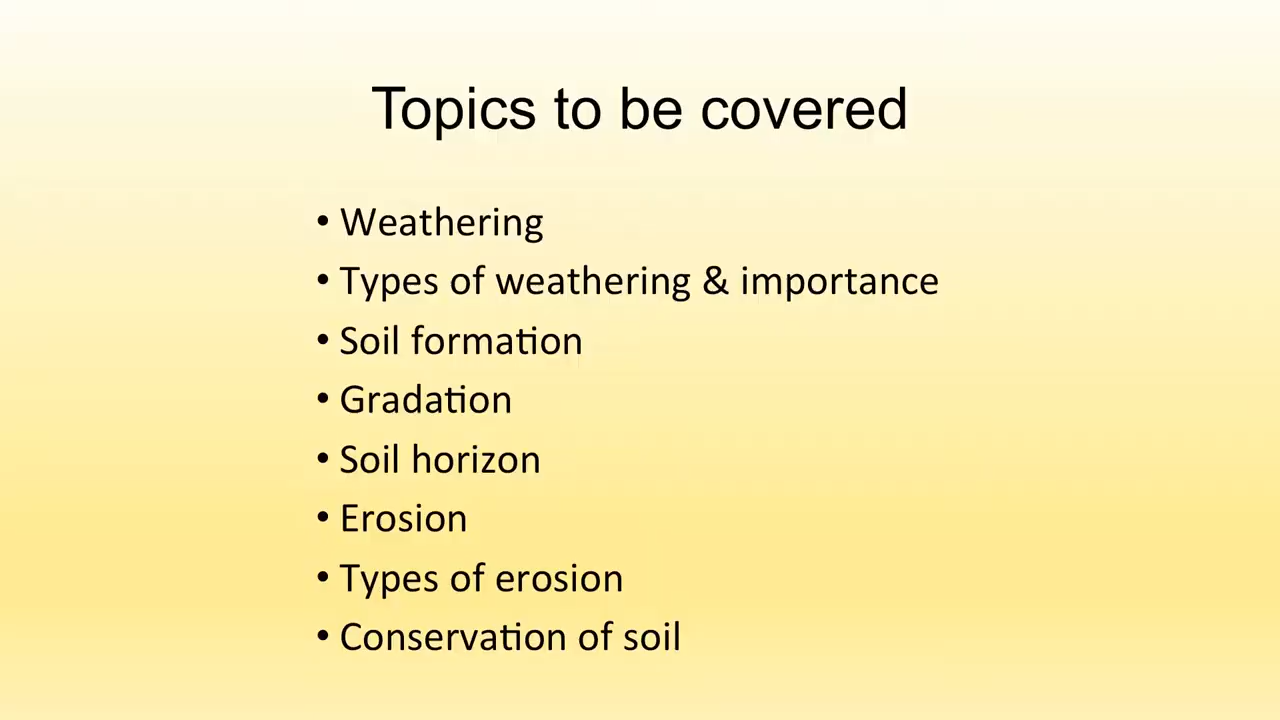 Topics to be covered
• Weathering
• Types of weathering & importance
• Soil formation
• Gradation
• Soil horizon
• Erosion
• Types of erosion
• Conservation of soil